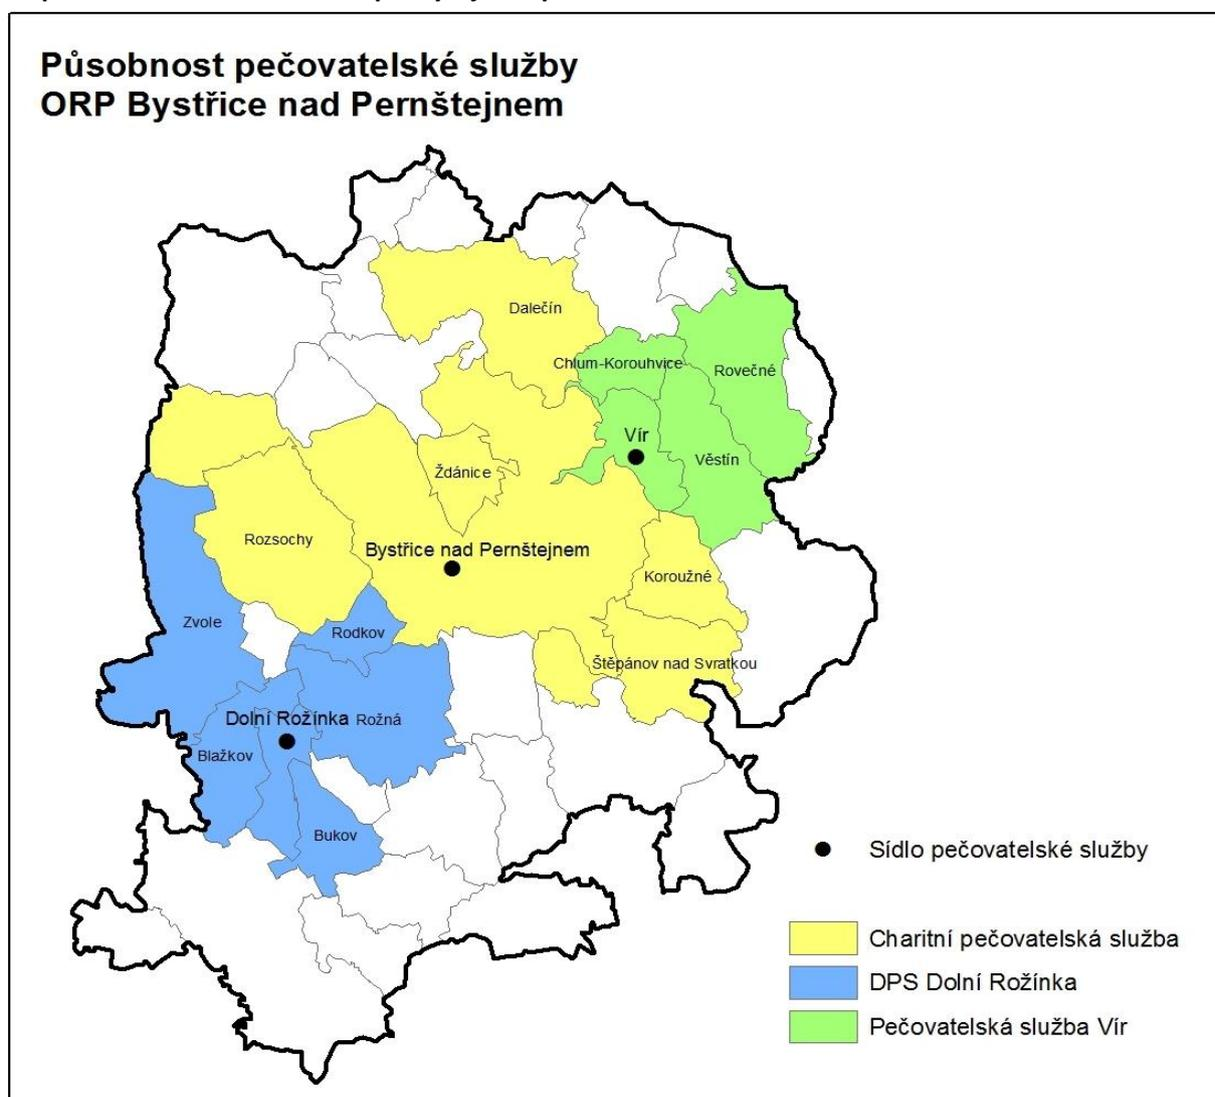 Působnost pečovatelské služby
ORP Bystřice nad Pernštejnem
Dalečín
Chlum-Korouhvice
Rovečné
Vír
Věstín
Ždánice
Rozsochy
Bystřice nad Pernštejnem
Koroužné
Zvole
Rodkov
Štěpánov nad Svratkou
Dolní Rožínka
Rožná
Blažkov
Bukov
Sídlo pečovatelské služby
Charitní pečovatelská služba
DPS Dolní Rožínka
Pečovatelská služba Vír